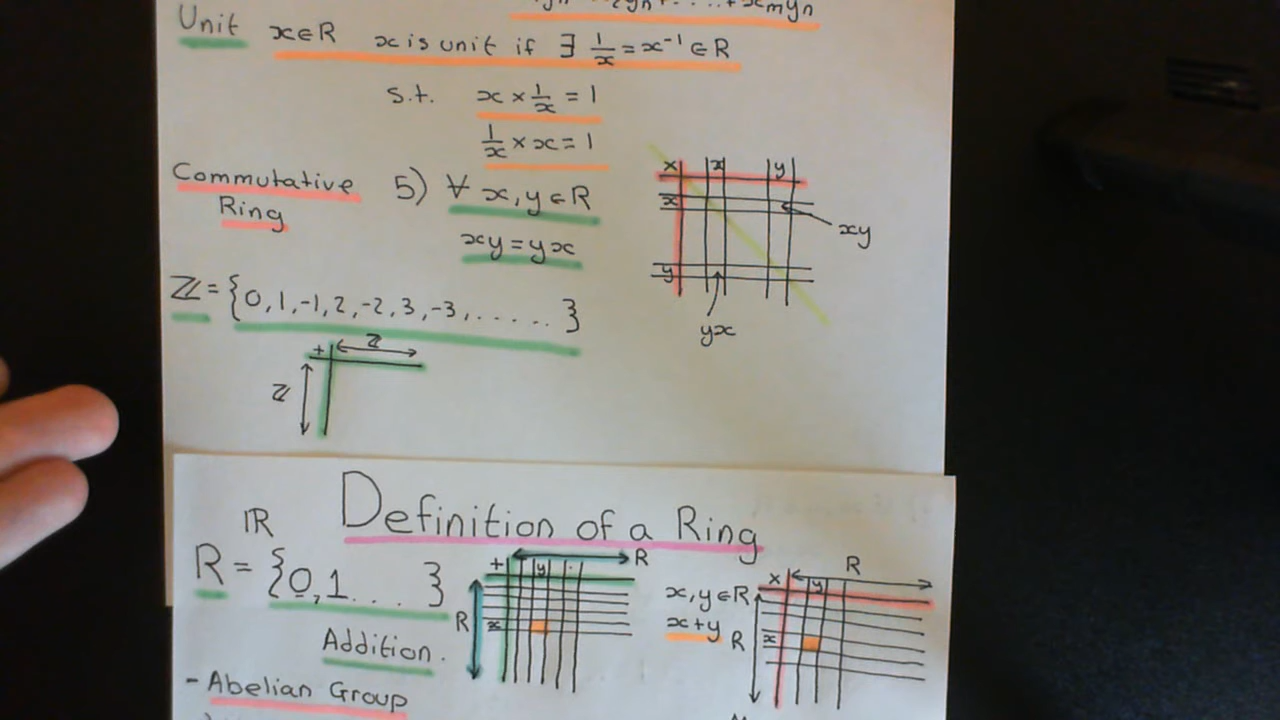 Unit x∈R x is unit if ∃ 1/x = x⁻¹ ∈ R
s.t. x × 1/x = 1
1/x × x = 1
Commutative
Ring
5) ∀ x, y ∈ R
xy = yx
× x y
x
y
xy
yx
ℤ = {0, 1, -1, 2, -2, 3, -3, ..... }
+ ℤ
ℤ
Definition of a Ring
ℝ
R = {0, 1 . . . }
Addition.
- Abelian Group
+ y R
R x
x, y ∈ R
x + y
× y R
R x